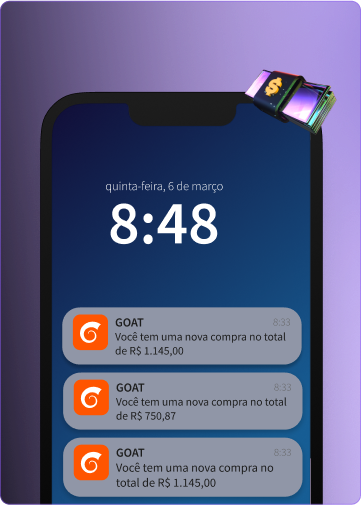 quinta-feira, 6 de março
8:48
GOAT 8:33
Você tem uma nova compra no total
de R$ 1.145,00
GOAT 8:33
Você tem uma nova compra no total
de R$ 750,87
GOAT 8:33
Você tem uma nova compra no
total de R$ 1.145,00